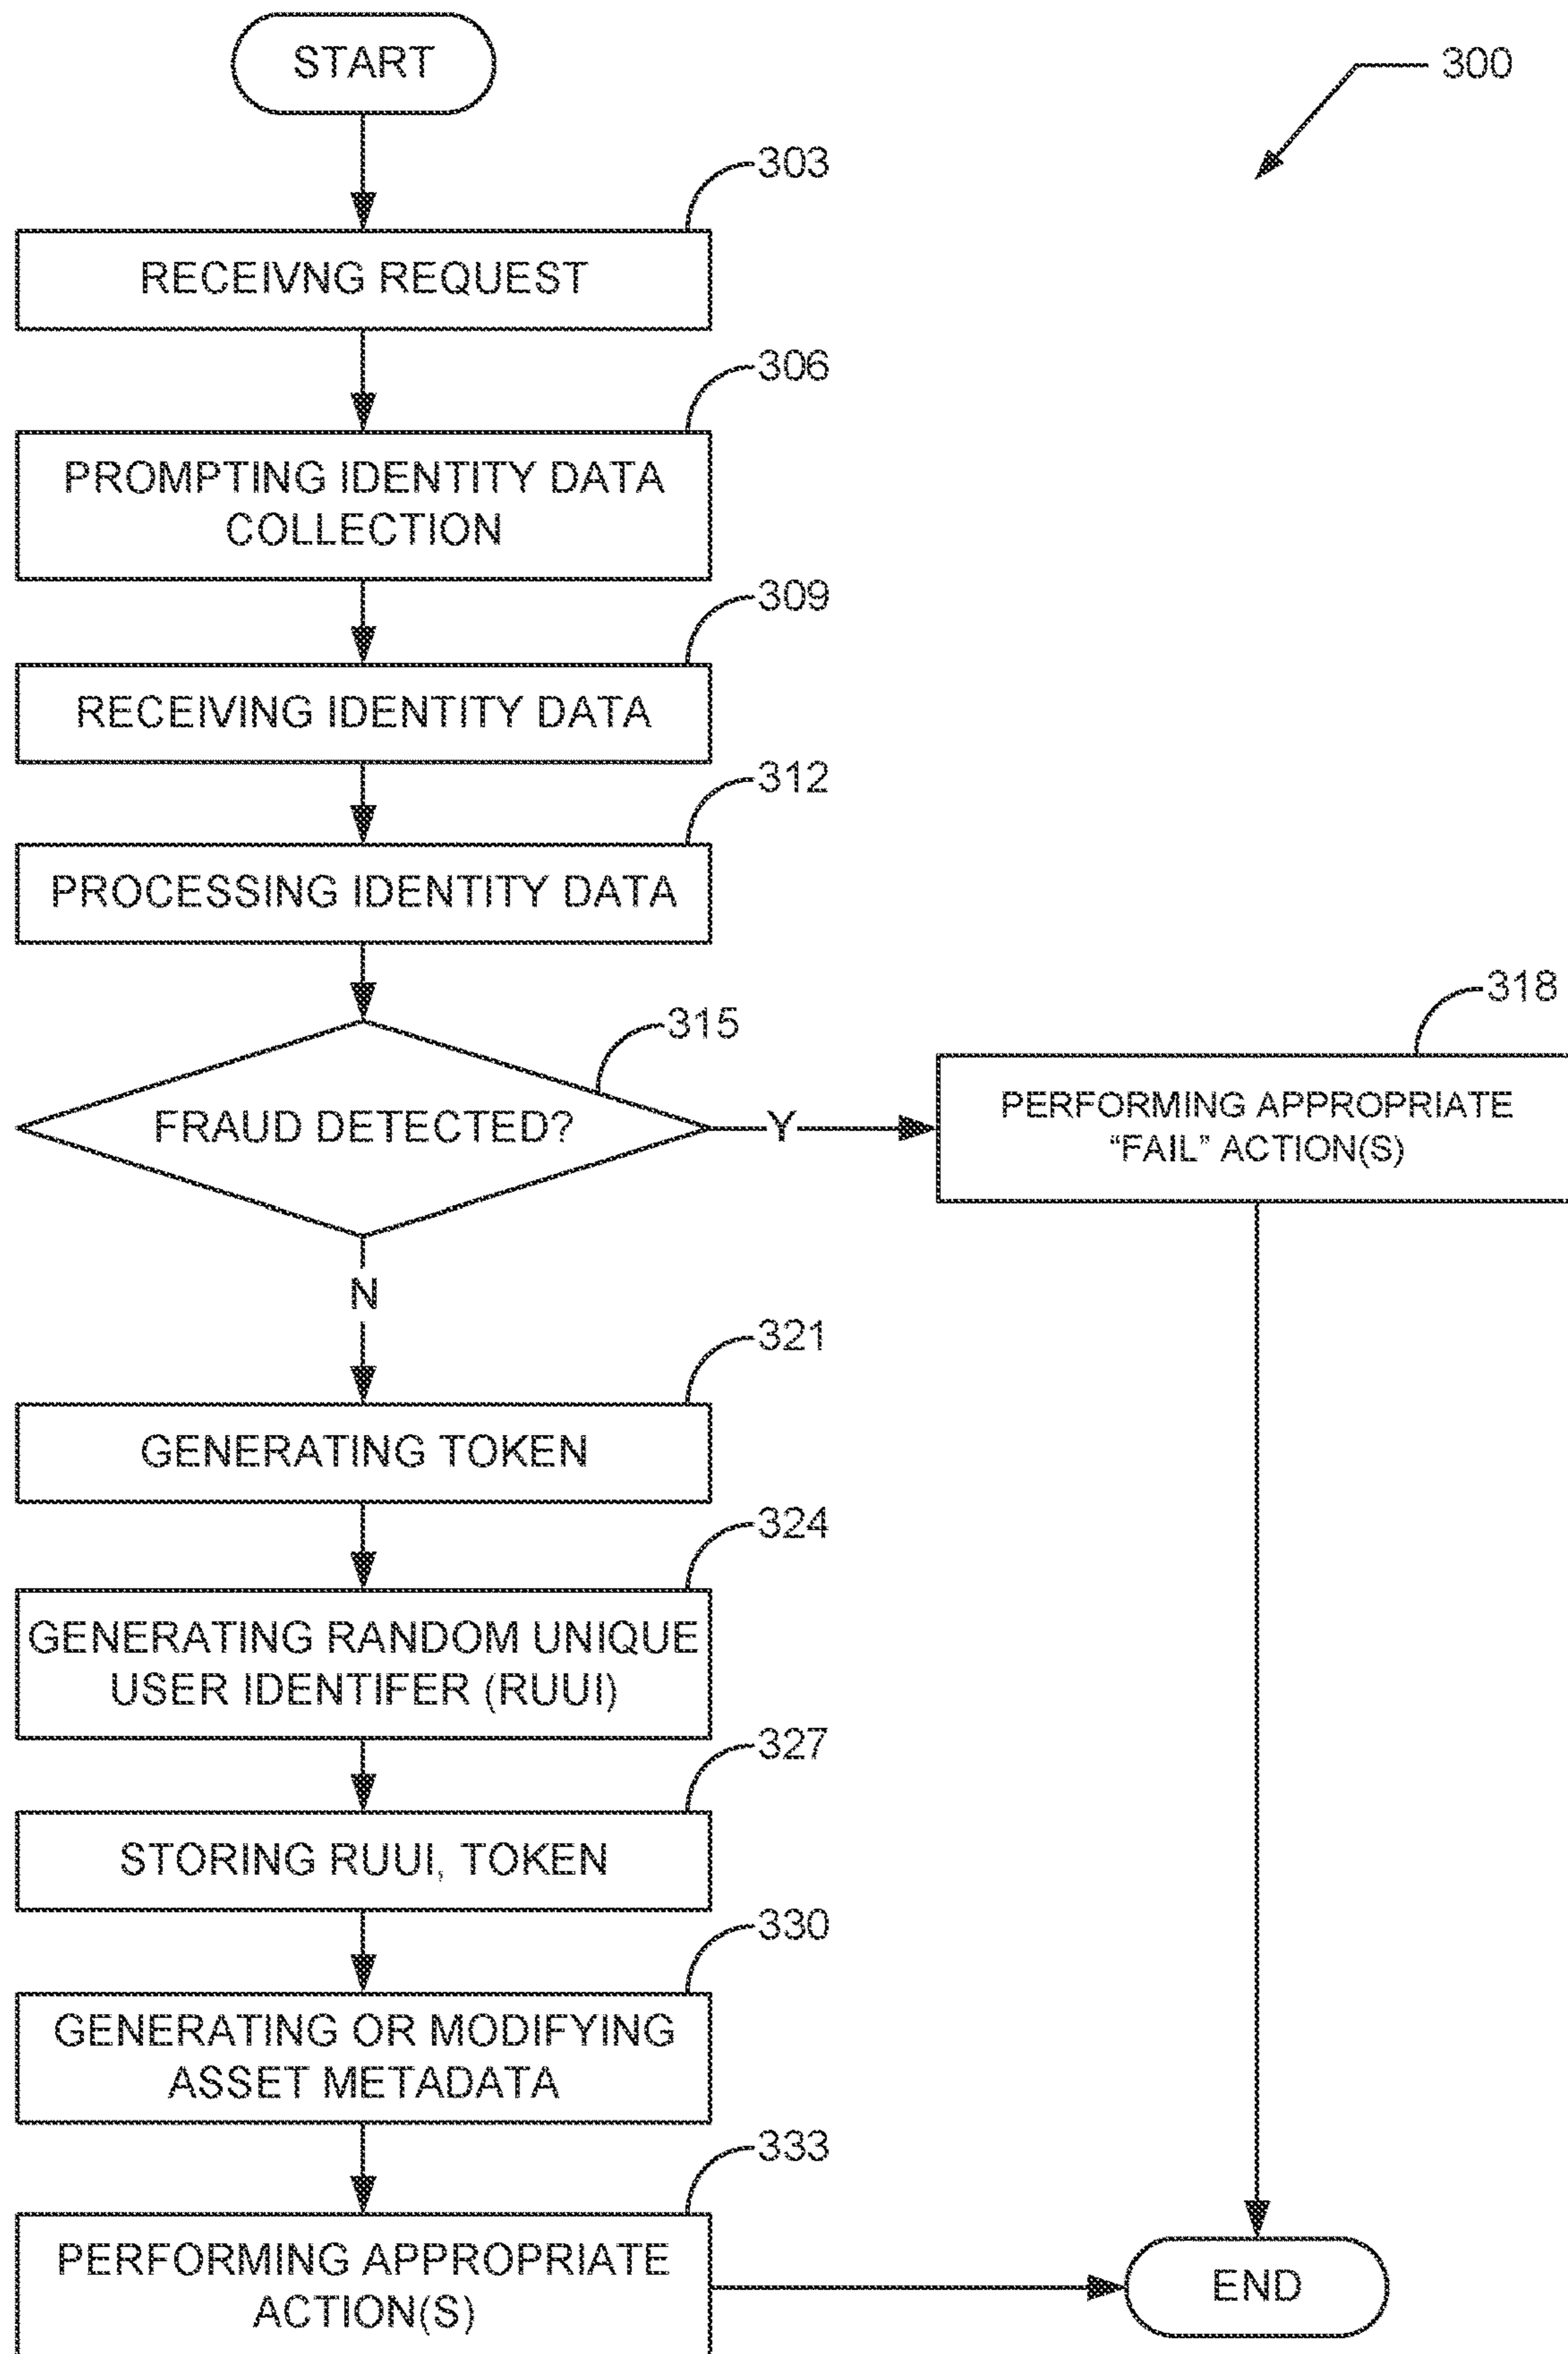 START
300
303
RECEIVNG REQUEST
306
PROMPTING IDENTITY DATA
COLLECTION
309
RECEIVING IDENTITY DATA
312
PROCESSING IDENTITY DATA
315
FRAUD DETECTED?
Y
318
PERFORMING APPROPRIATE
“FAIL” ACTION(S)
N
321
GENERATING TOKEN
324
GENERATING RANDOM UNIQUE
USER IDENTIFER (RUUI)
327
STORING RUUI, TOKEN
330
GENERATING OR MODIFYING
ASSET METADATA
333
PERFORMING APPROPRIATE
ACTION(S)
END